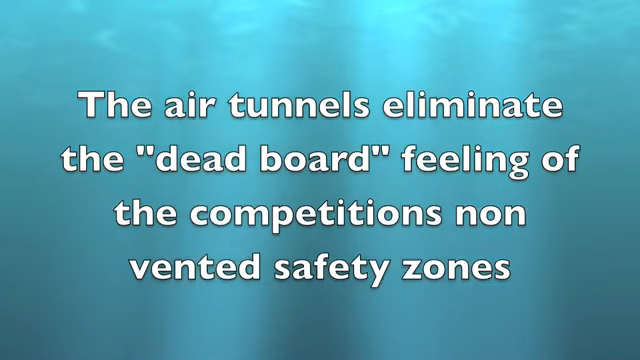 The air tunnels eliminate
the "dead board" feeling of
the competitions non
vented safety zones